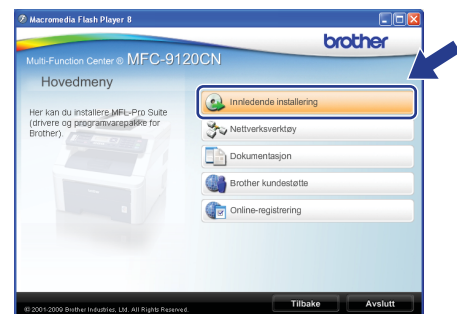 Macromedia Flash Player 8
brother
Multi-Function Center ® MFC-9120CN
Hovedmeny
Her kan du installere MFL-Pro Suite
(drivere og programvarepakke for
Brother).
Innledende installering
Nettverksverktøy
Dokumentasjon
Brother kundestøtte
Online-registrering
© 2001-2009 Brother Industries, Ltd. All Rights Reserved.
Tilbake
Avslutt